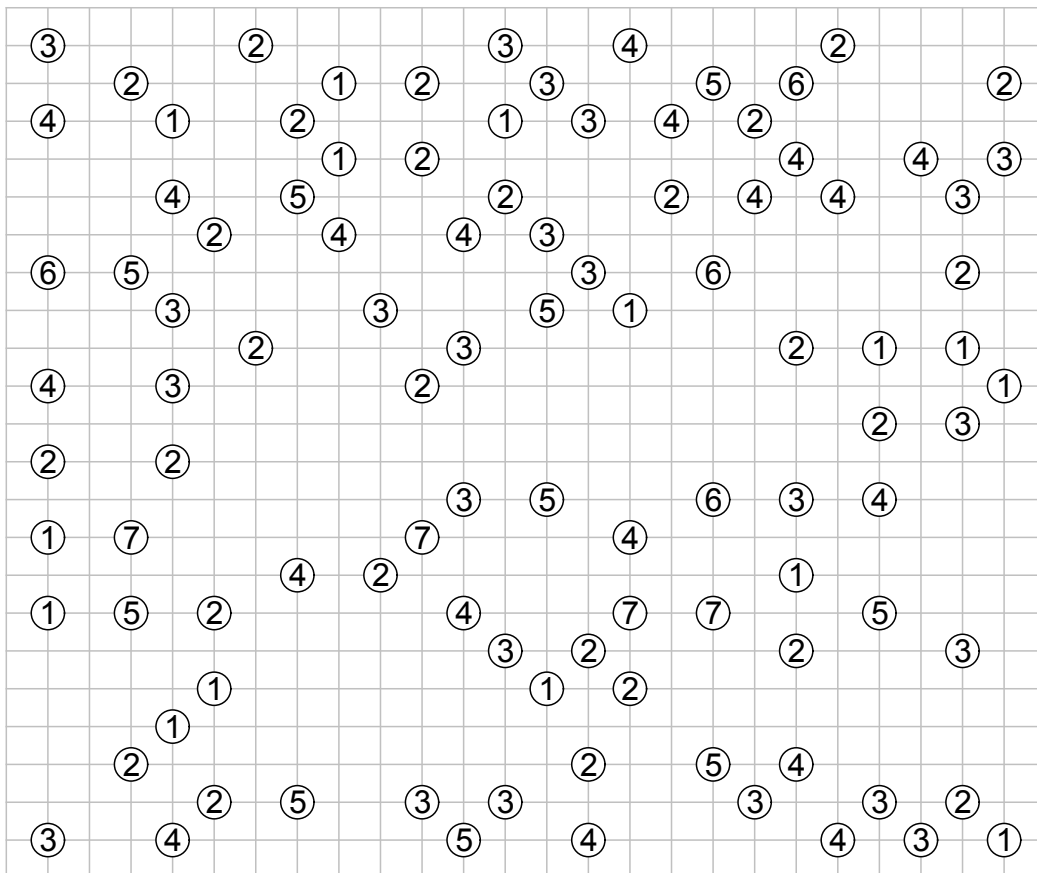 3 2 3 4 2
2 1 2 3 5 6 2
4 1 2 1 3 4 2
1 2 4 4 3
4 5 2 2 4 4 3
2 4 4 3
6 5 3 6 2
3 3 5 1
2 3 2 1 1
4 3 2 1
2 3
2 2
3 5 6 3 4
1 7 7 4
4 2 1
1 5 2 4 7 7 5
3 2 2 3
1 1 2
1
2 2 5 4
2 5 3 3 3 3 2
3 4 5 4 4 3 1